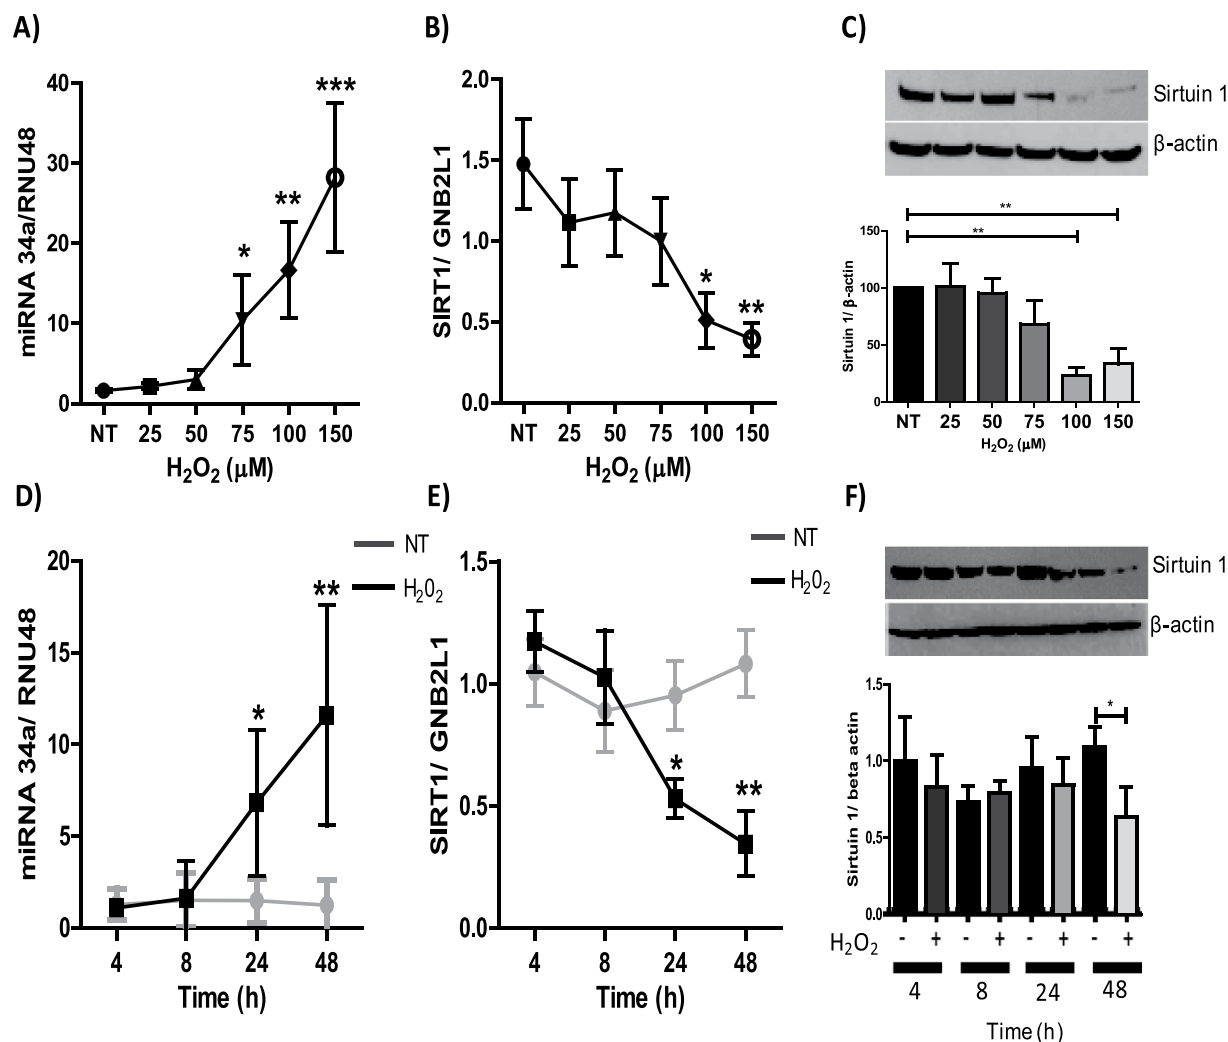 A)
miRNA 34a/RNU48
40
30
20
10
0
*
**
***
NT 25 50 75 100 150
H₂O₂ (μM)
B)
SIRT1/ GNB2L1
2.0
1.5
1.0
0.5
0.0
*
**
NT 25 50 75 100 150
H₂O₂ (μM)
C)
Sirtuin 1
β-actin
**
**
Sirtuin 1/ β-actin
150
100
50
0
NT 25 50 75 100 150
H₂O₂ (μM)
D)
NT
H₂0₂
miRNA 34a/ RNU48
20
15
10
5
0
*
**
4 8 24 48
Time (h)
E)
NT
H₂0₂
SIRT1/ GNB2L1
1.5
1.0
0.5
0.0
*
**
4 8 24 48
Time (h)
F)
Sirtuin 1
β-actin
Sirtuin 1/ beta actin
1.5
1.0
0.5
0.0
*
H₂O₂ - + - + - + - +
4 8 24 48
Time (h)